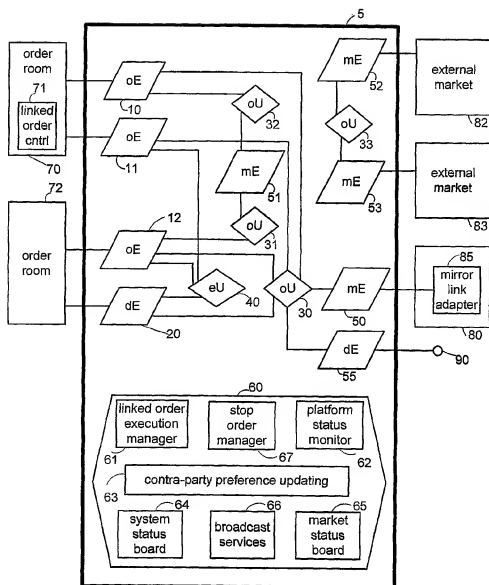 5
order
room
71
linked
order
cntrl
70
72
order
room
oE
10
oE
11
12
oE
dE
20
oU
32
mE
51
oU
31
eU
40
oU
30
mE
52
oU
33
mE
53
mE
50
dE
55
external
market
82
external
market
83
85
mirror
link
adapter
80
90
60
linked order
execution
manager
61
stop
order
manager
67
platform
status
monitor
62
63
contra-party preference updating
64
system
status
board
66
broadcast
services
65
market
status
board